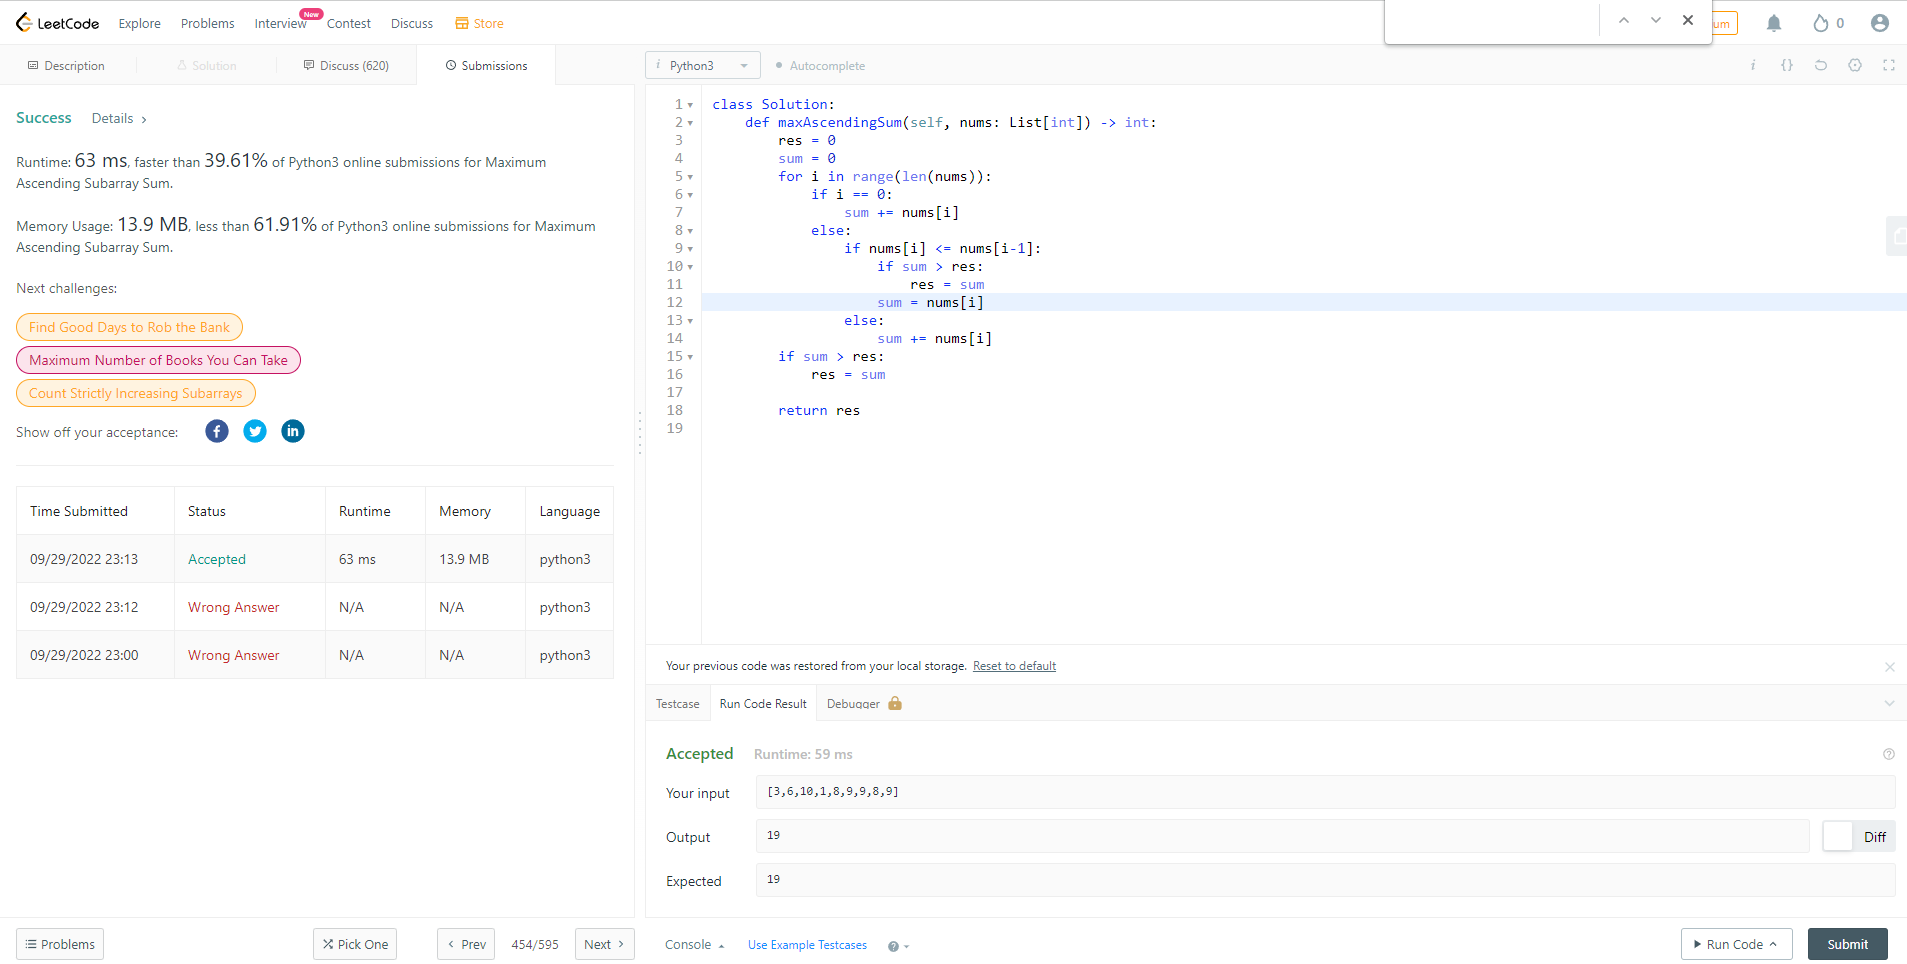 LeetCode Explore Problems Interview New Contest Discuss Store um 0
Description Solution Discuss (620) Submissions
i Python3 Autocomplete i {}
Success Details
Runtime: 63 ms, faster than 39.61% of Python3 online submissions for Maximum
Ascending Subarray Sum.
Memory Usage: 13.9 MB, less than 61.91% of Python3 online submissions for Maximum
Ascending Subarray Sum.
Next challenges:
Find Good Days to Rob the Bank
Maximum Number of Books You Can Take
Count Strictly Increasing Subarrays
Show off your acceptance:
Time Submitted Status Runtime Memory Language
09/29/2022 23:13 Accepted 63 ms 13.9 MB python3
09/29/2022 23:12 Wrong Answer N/A N/A python3
09/29/2022 23:00 Wrong Answer N/A N/A python3
Problems Pick One < Prev 454/595 Next >
1 class Solution:
2     def maxAscendingSum(self, nums: List[int]) -> int:
3         res = 0
4         sum = 0
5         for i in range(len(nums)):
6             if i == 0:
7                 sum += nums[i]
8             else:
9                 if nums[i] <= nums[i-1]:
10                     if sum > res:
11                         res = sum
12                     sum = nums[i]
13                 else:
14                     sum += nums[i]
15         if sum > res:
16             res = sum
17
18         return res
19
Your previous code was restored from your local storage. Reset to default
Testcase Run Code Result Debugger
Accepted Runtime: 59 ms
Your input [3,6,10,1,8,9,9,8,9]
Output 19 Diff
Expected 19
Console Use Example Testcases Run Code Submit